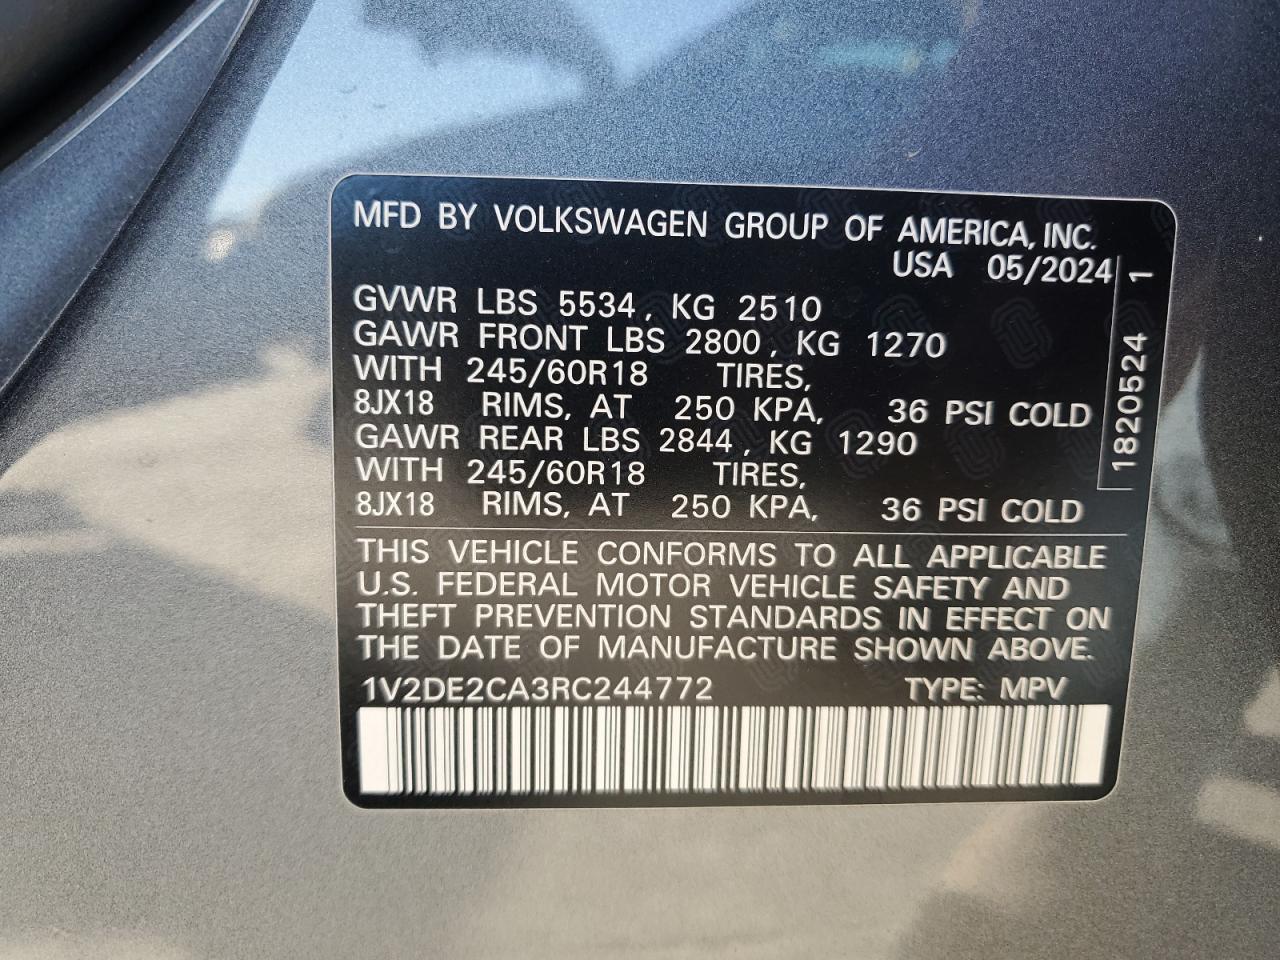 MFD BY VOLKSWAGEN GROUP OF AMERICA, INC.
USA 05/2024
GVWR LBS 5534, KG 2510
GAWR FRONT LBS 2800, KG 1270
WITH 245/60R18 TIRES,
8JX18 RIMS, AT 250 KPA, 36 PSI COLD
GAWR REAR LBS 2844, KG 1290
WITH 245/60R18 TIRES,
8JX18 RIMS, AT 250 KPA, 36 PSI COLD
1820524 1
THIS VEHICLE CONFORMS TO ALL APPLICABLE
U.S. FEDERAL MOTOR VEHICLE SAFETY AND
THEFT PREVENTION STANDARDS IN EFFECT ON
THE DATE OF MANUFACTURE SHOWN ABOVE.
1V2DE2CA3RC244772 TYPE: MPV